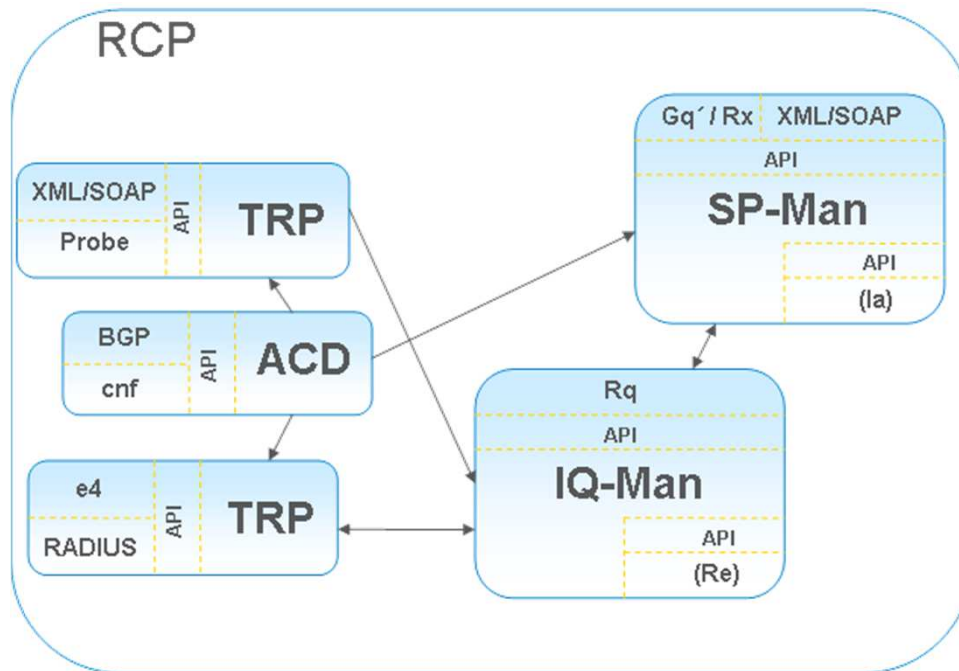 RCP
Gq´ / Rx XML/SOAP
API
SP-Man
API
(Ia)
XML/SOAP
Probe
API
TRP
BGP
cnf
API
ACD
e4
RADIUS
API
TRP
Rq
API
IQ-Man
API
(Re)